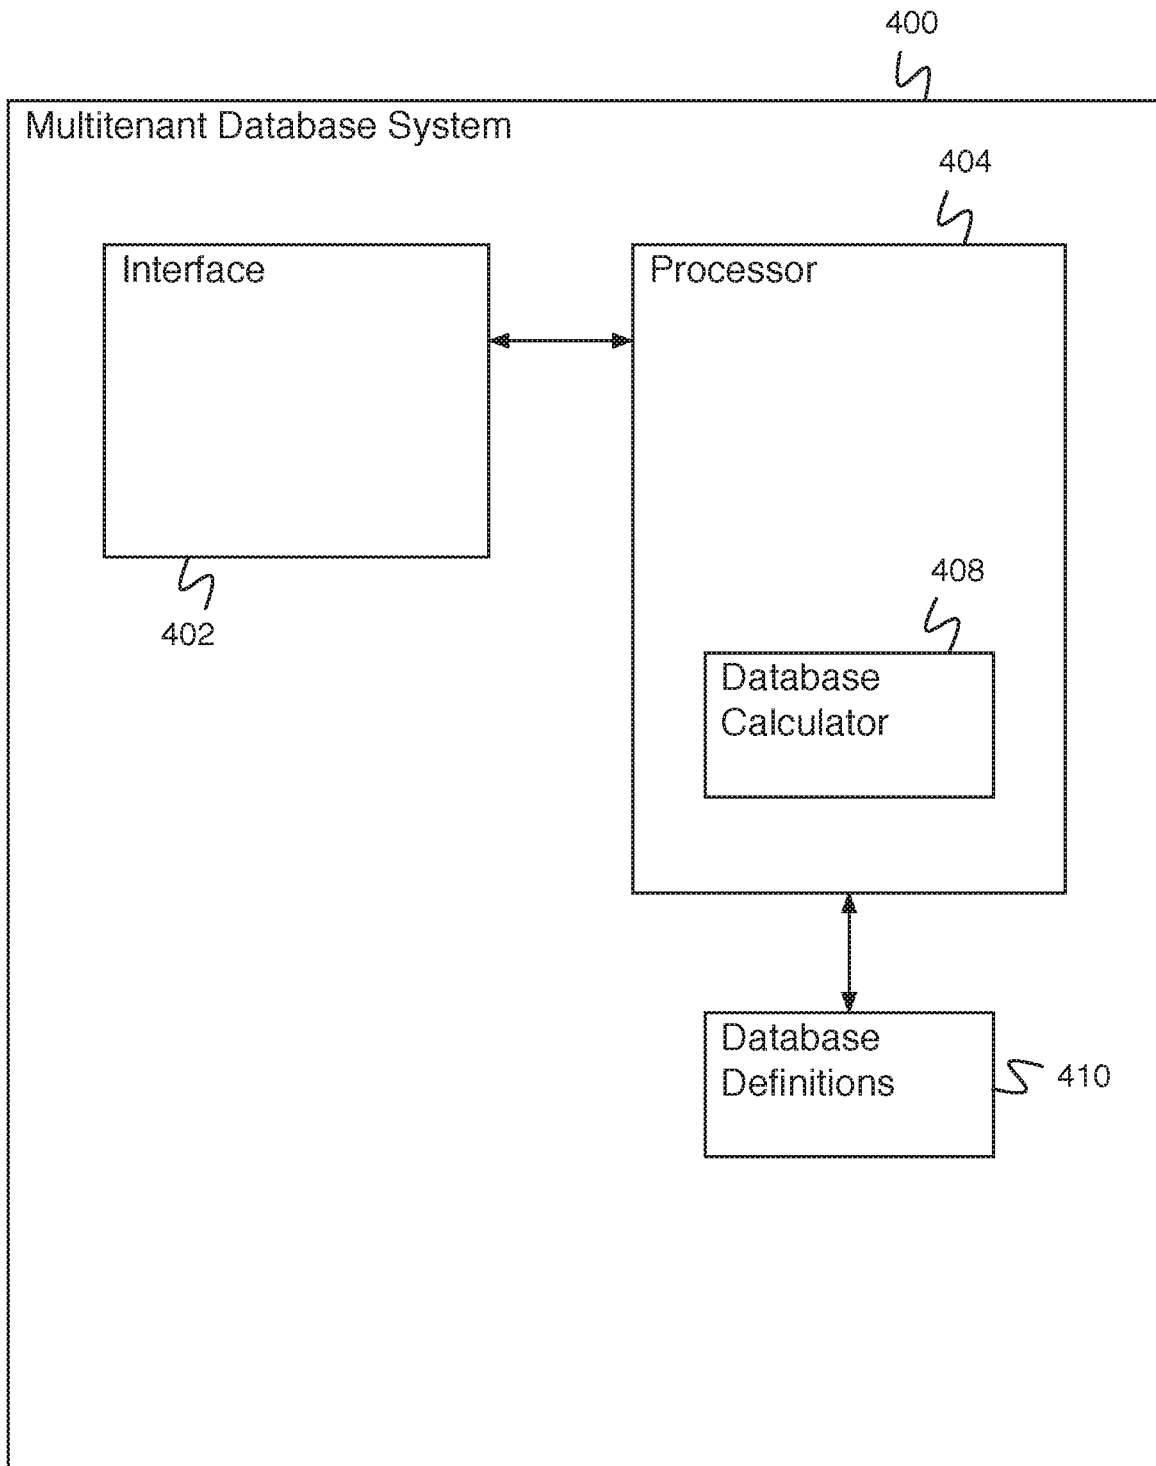 400
Multitenant Database System
404
Interface
Processor
402
408
Database
Calculator
Database
Definitions
410